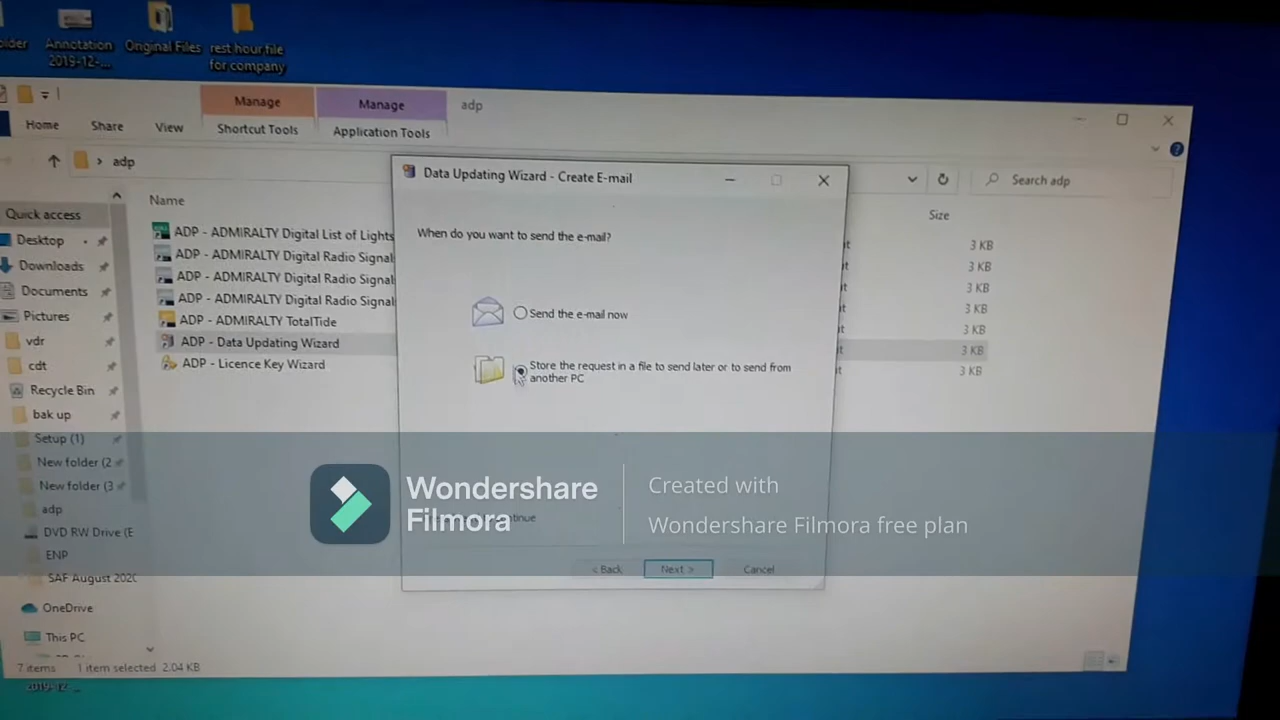 older
Annotation
2019-12-...
Original Files
rest hour file
for company
Manage
Manage
adp
Home
Share
View
Shortcut Tools
Application Tools
adp
Search adp
Quick access
Desktop
Downloads
Documents
Pictures
vdr
cdt
Recycle Bin
bak up
Setup (1)
New folder (2
New folder (3
adp
DVD RW Drive (E
ENP
SAF August 2020
OneDrive
This PC
Name
Size
ADP - ADMIRALTY Digital List of Lights
ADP - ADMIRALTY Digital Radio Signal
ADP - ADMIRALTY Digital Radio Signal
ADP - ADMIRALTY Digital Radio Signal
ADP - ADMIRALTY TotalTide
ADP - Data Updating Wizard
ADP - Licence Key Wizard
3 KB
3 KB
3 KB
3 KB
3 KB
3 KB
3 KB
Data Updating Wizard - Create E-mail
When do you want to send the e-mail?
Send the e-mail now
Store the request in a file to send later or to send from
another PC
< Back
Next >
Cancel
Wondershare
Filmora
Created with
Wondershare Filmora free plan
7 items
1 item selected 2.04 KB
2019-12-...